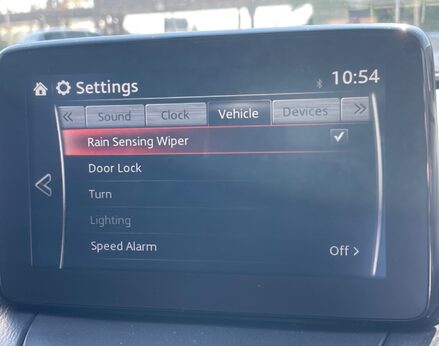 Settings 10:54
« Sound Clock Vehicle Devices »
Rain Sensing Wiper
Door Lock
Turn
Lighting
Speed Alarm Off >